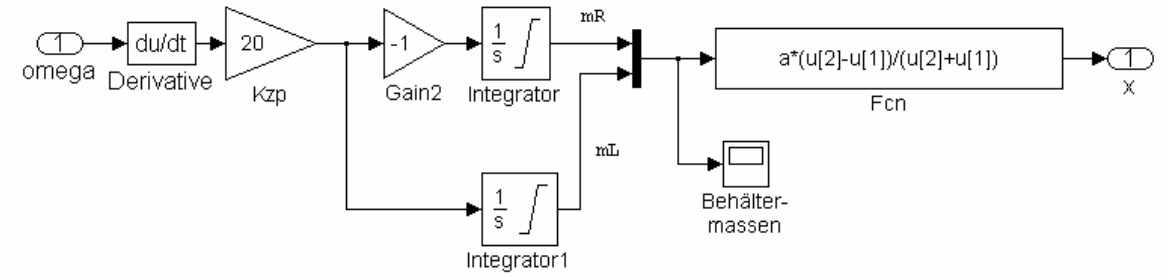 1
omega
du/dt
Derivative
20
Kzp
-1
Gain2
1
s
Integrator
mR
mL
1
s
Integrator1
a*(u[2]-u[1])/(u[2]+u[1])
Fcn
Behälter-
massen
1
x